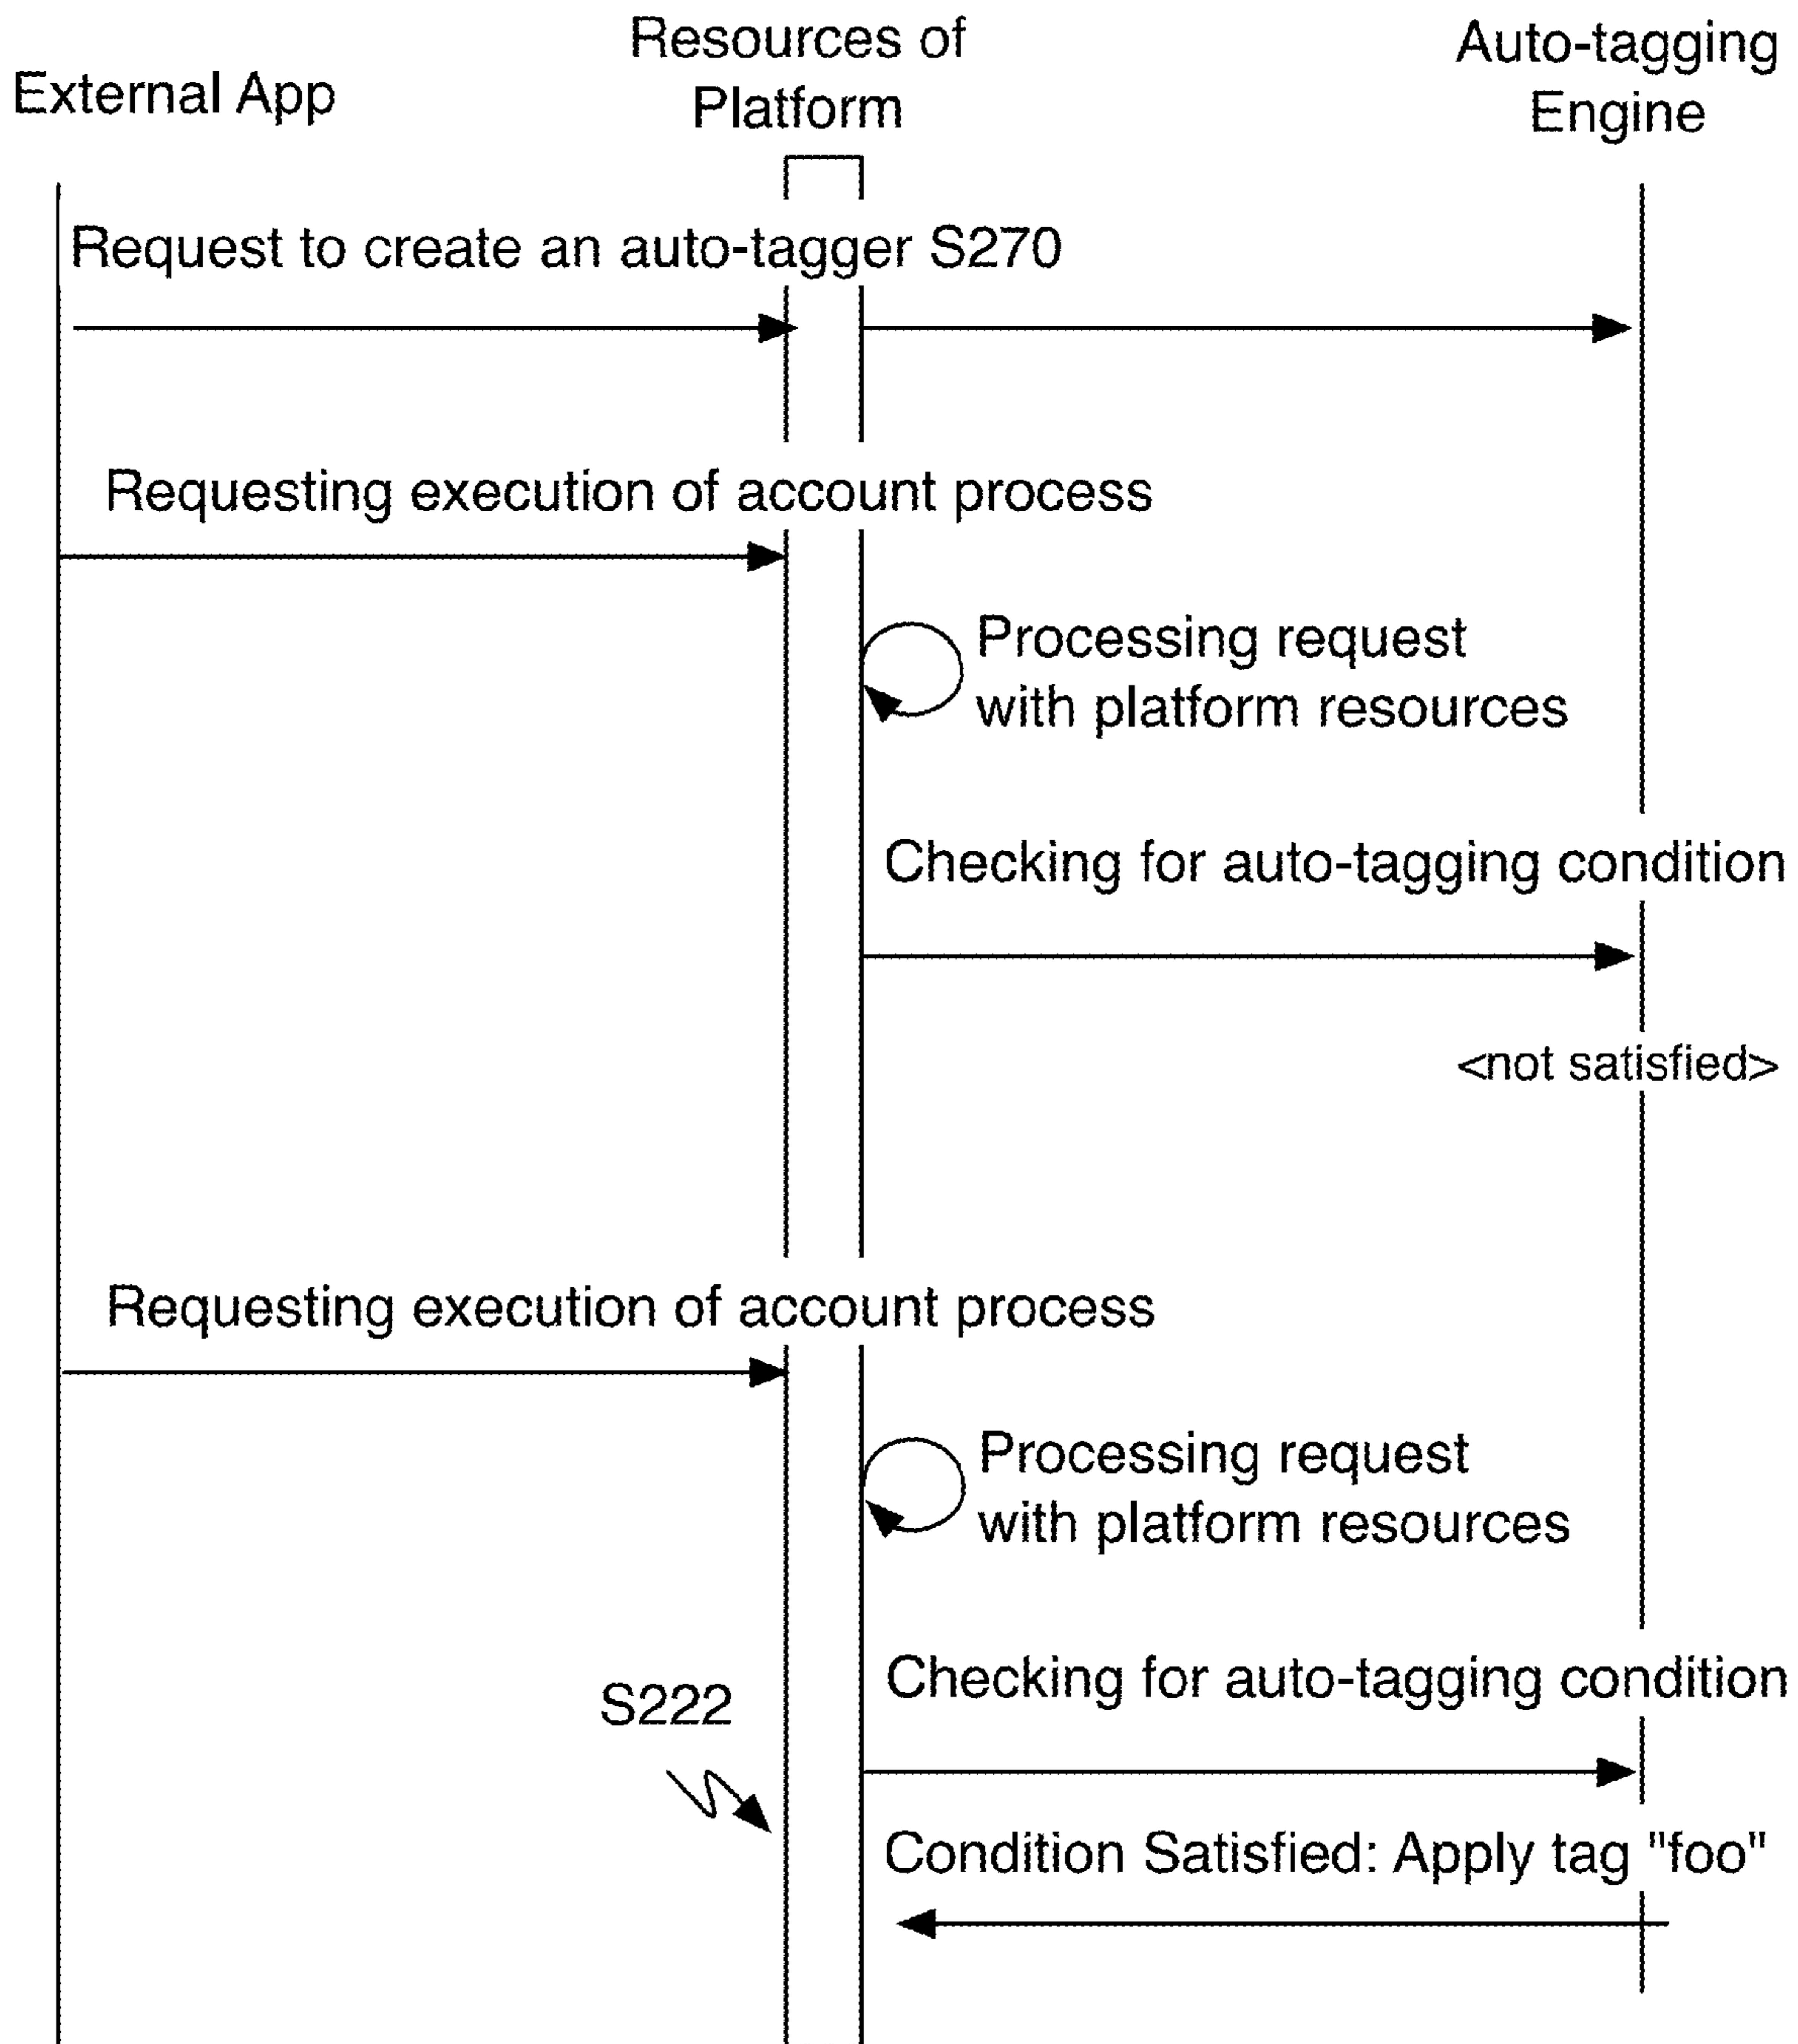 External App
Resources of
Platform
Auto-tagging
Engine
Request to create an auto-tagger S270
Requesting execution of account process
Processing request
with platform resources
Checking for auto-tagging condition
<not satisfied>
Requesting execution of account process
Processing request
with platform resources
S222
Checking for auto-tagging condition
Condition Satisfied: Apply tag "foo"